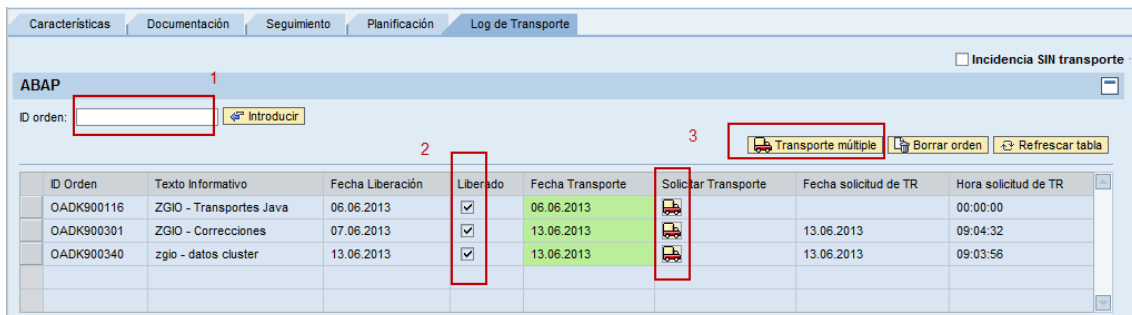 Características Documentación Seguimiento Planificación Log de Transporte
Incidencia SIN transporte
ABAP
1
ID orden: Introducir
2
3
Transporte múltiple Borrar orden Refrescar tabla
ID Orden Texto Informativo Fecha Liberación Liberado Fecha Transporte Solicitar Transporte Fecha solicitud de TR Hora solicitud de TR
OADK900116 ZGIO - Transportes Java 06.06.2013 06.06.2013 00:00:00
OADK900301 ZGIO - Correcciones 07.06.2013 13.06.2013 13.06.2013 09:04:32
OADK900340 zgio - datos cluster 13.06.2013 13.06.2013 13.06.2013 09:03:56